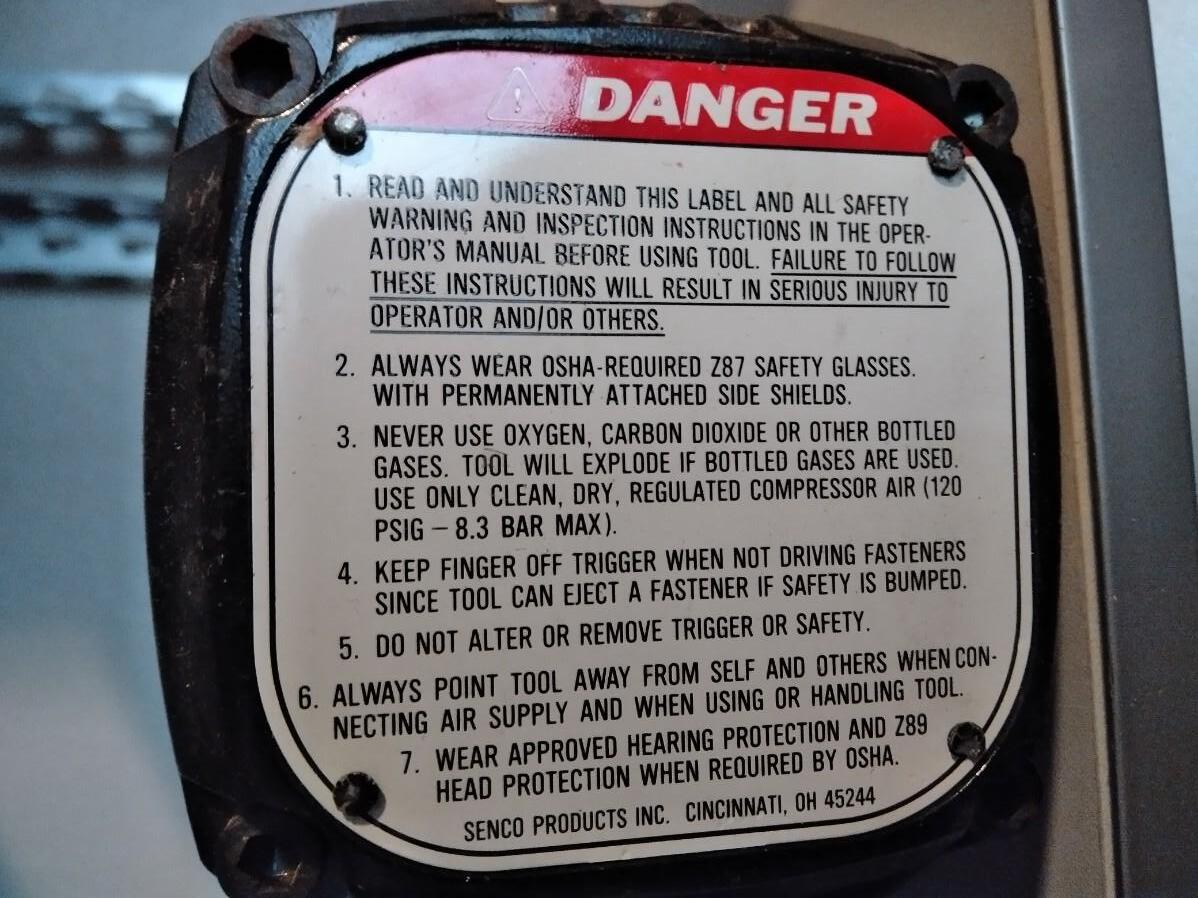 DANGER
1. READ AND UNDERSTAND THIS LABEL AND ALL SAFETY
WARNING AND INSPECTION INSTRUCTIONS IN THE OPER-
ATOR'S MANUAL BEFORE USING TOOL. FAILURE TO FOLLOW
THESE INSTRUCTIONS WILL RESULT IN SERIOUS INJURY TO
OPERATOR AND/OR OTHERS.
2. ALWAYS WEAR OSHA-REQUIRED Z87 SAFETY GLASSES.
WITH PERMANENTLY ATTACHED SIDE SHIELDS.
3. NEVER USE OXYGEN, CARBON DIOXIDE OR OTHER BOTTLED
GASES. TOOL WILL EXPLODE IF BOTTLED GASES ARE USED.
USE ONLY CLEAN, DRY, REGULATED COMPRESSOR AIR (120
PSIG – 8.3 BAR MAX).
4. KEEP FINGER OFF TRIGGER WHEN NOT DRIVING FASTENERS
SINCE TOOL CAN EJECT A FASTENER IF SAFETY IS BUMPED.
5. DO NOT ALTER OR REMOVE TRIGGER OR SAFETY.
6. ALWAYS POINT TOOL AWAY FROM SELF AND OTHERS WHEN CON-
NECTING AIR SUPPLY AND WHEN USING OR HANDLING TOOL.
7. WEAR APPROVED HEARING PROTECTION AND Z89
HEAD PROTECTION WHEN REQUIRED BY OSHA.
SENCO PRODUCTS INC. CINCINNATI, OH 45244